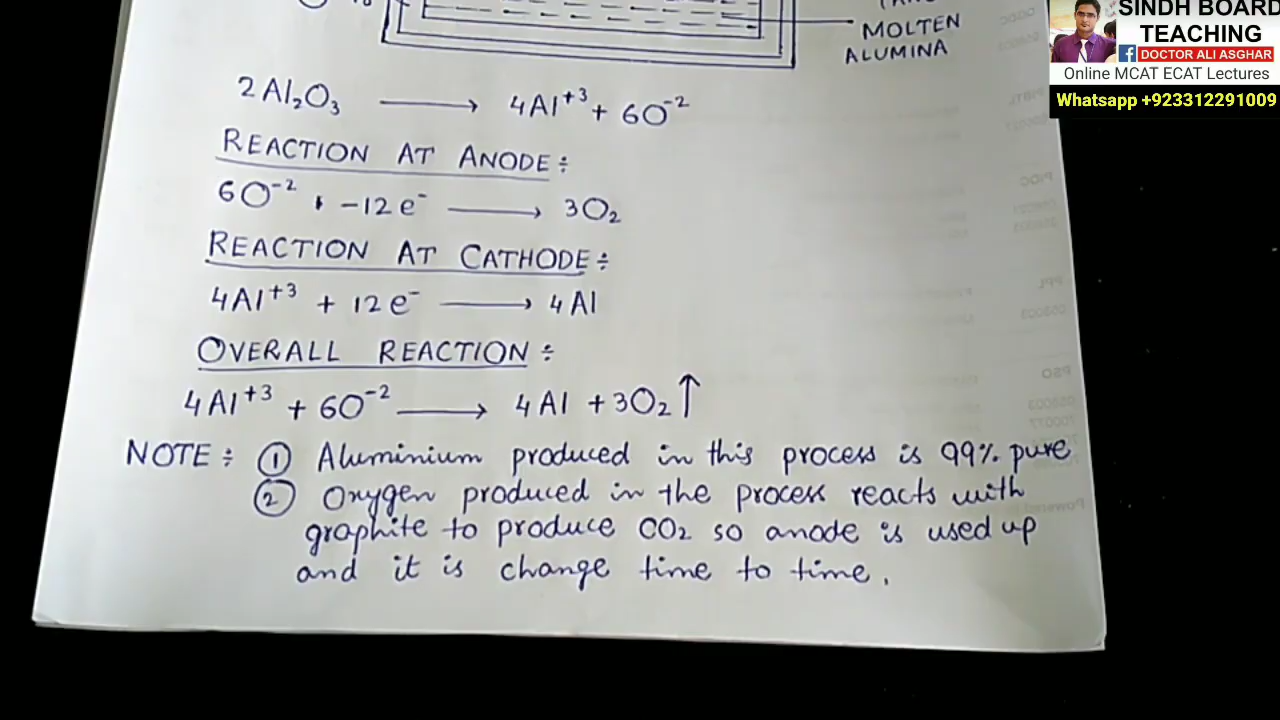 SINDH BOARD
TEACHING
DOCTOR ALI ASGHAR
Online MCAT ECAT Lectures
Whatsapp +923312291009
MOLTEN
ALUMINA
2Al₂O₃ ⟶ 4Al⁺³ + 6O⁻²
REACTION AT ANODE÷
6O⁻² -12e⁻ ⟶ 3O₂
REACTION AT CATHODE÷
4Al⁺³ + 12e⁻ ⟶ 4Al
OVERALL REACTION÷
4Al⁺³ + 6O⁻² ⟶ 4Al + 3O₂↑
NOTE÷ ① Aluminium produced in this process is 99% pure
② Oxygen produced in the process reacts with
graphite to produce CO₂ so anode is used up
and it is change time to time.